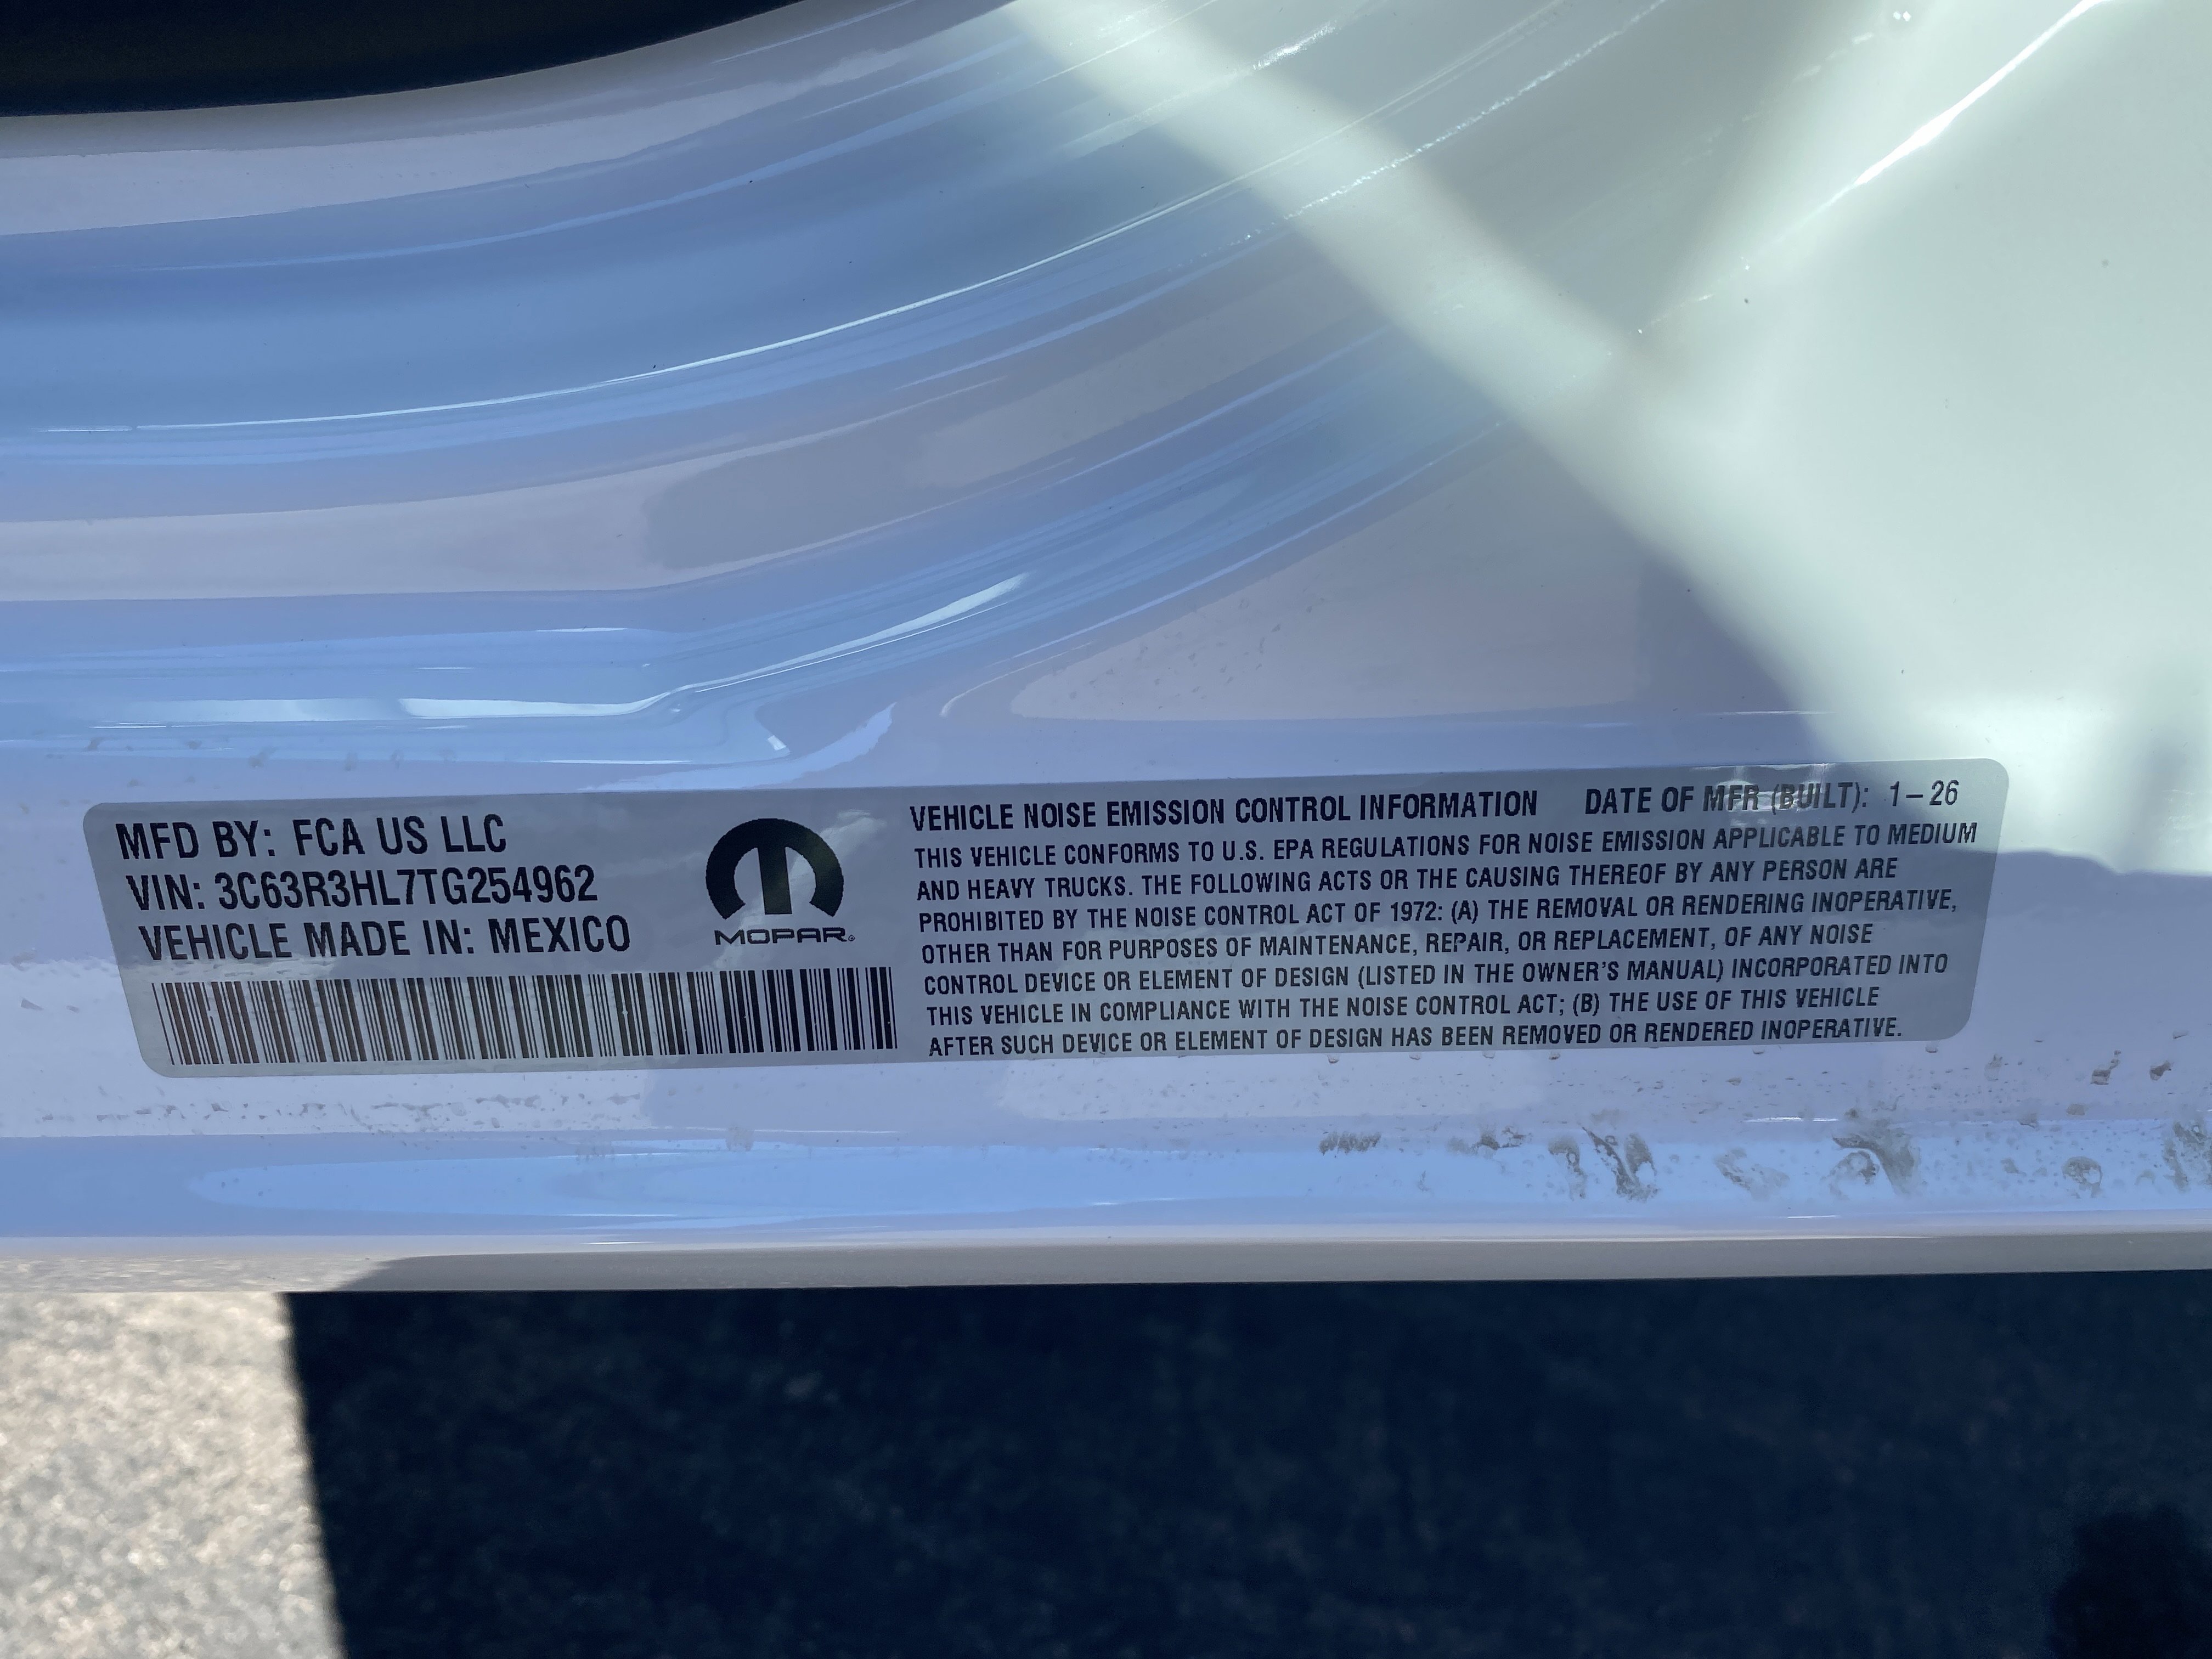 MFD BY: FCA US LLC
VIN: 3C63R3HL7TG254962
VEHICLE MADE IN: MEXICO
MOPAR®
VEHICLE NOISE EMISSION CONTROL INFORMATION DATE OF MFR (BUILT): 1–26
THIS VEHICLE CONFORMS TO U.S. EPA REGULATIONS FOR NOISE EMISSION APPLICABLE TO MEDIUM
AND HEAVY TRUCKS. THE FOLLOWING ACTS OR THE CAUSING THEREOF BY ANY PERSON ARE
PROHIBITED BY THE NOISE CONTROL ACT OF 1972: (A) THE REMOVAL OR RENDERING INOPERATIVE,
OTHER THAN FOR PURPOSES OF MAINTENANCE, REPAIR, OR REPLACEMENT, OF ANY NOISE
CONTROL DEVICE OR ELEMENT OF DESIGN (LISTED IN THE OWNER'S MANUAL) INCORPORATED INTO
THIS VEHICLE IN COMPLIANCE WITH THE NOISE CONTROL ACT; (B) THE USE OF THIS VEHICLE
AFTER SUCH DEVICE OR ELEMENT OF DESIGN HAS BEEN REMOVED OR RENDERED INOPERATIVE.